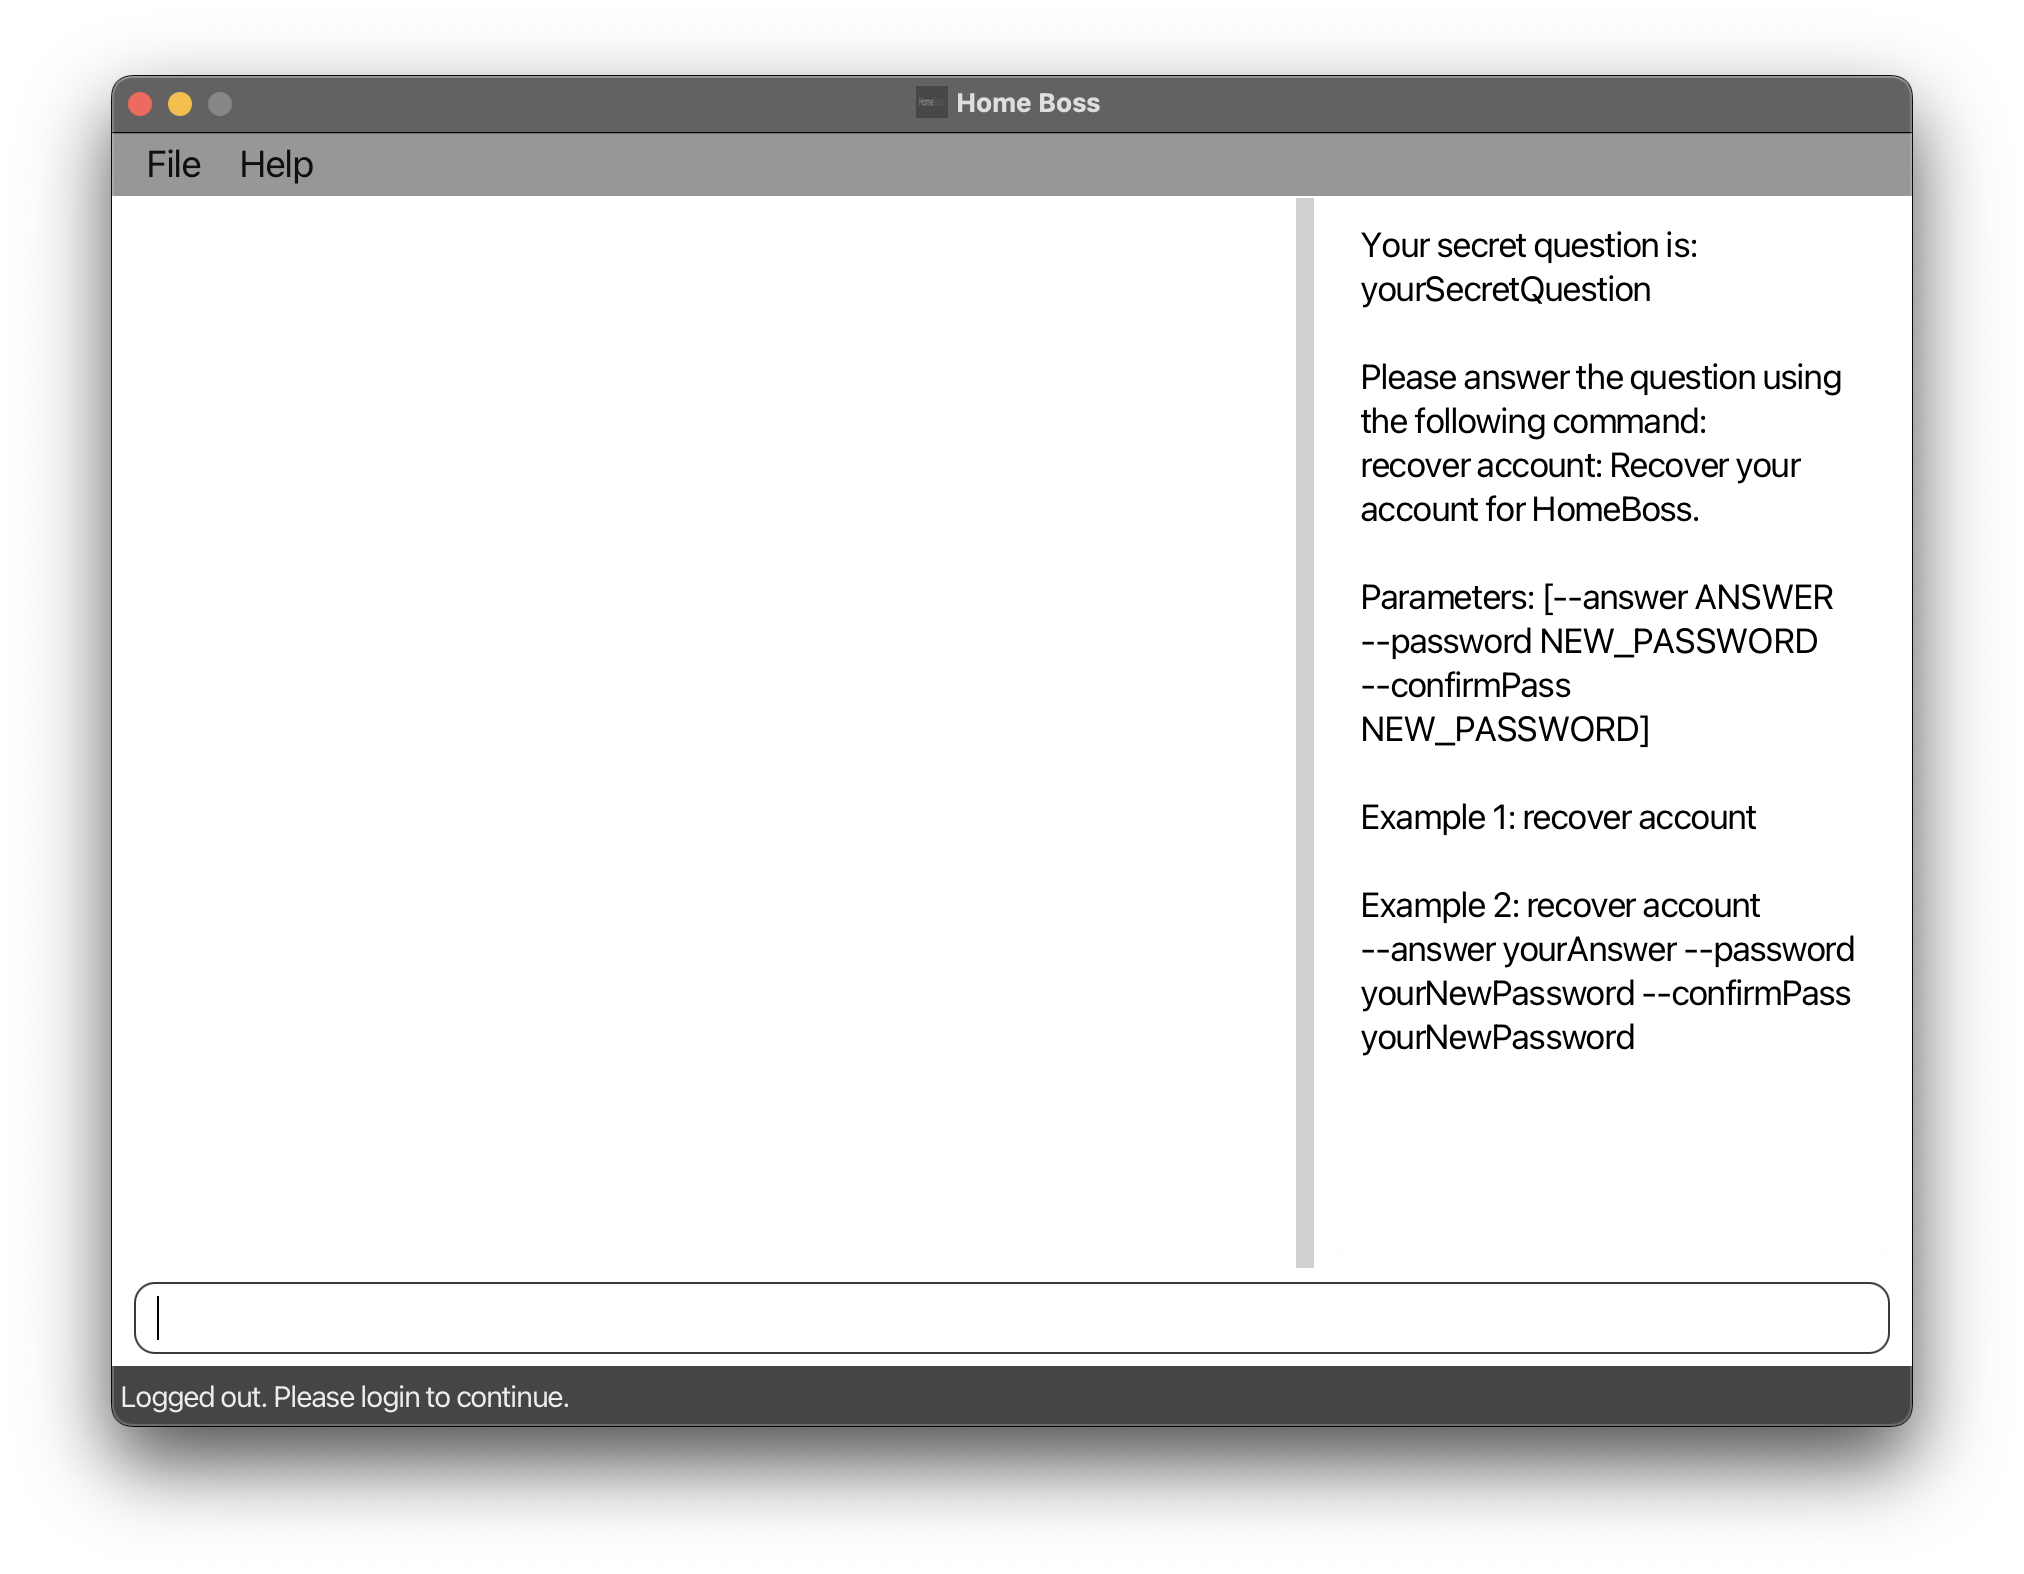 Home Boss
File Help
Your secret question is:
yourSecretQuestion
Please answer the question using
the following command:
recover account: Recover your
account for HomeBoss.
Parameters: [--answer ANSWER
--password NEW_PASSWORD
--confirmPass
NEW_PASSWORD]
Example 1: recover account
Example 2: recover account
--answer yourAnswer --password
yourNewPassword --confirmPass
yourNewPassword
Logged out. Please login to continue.